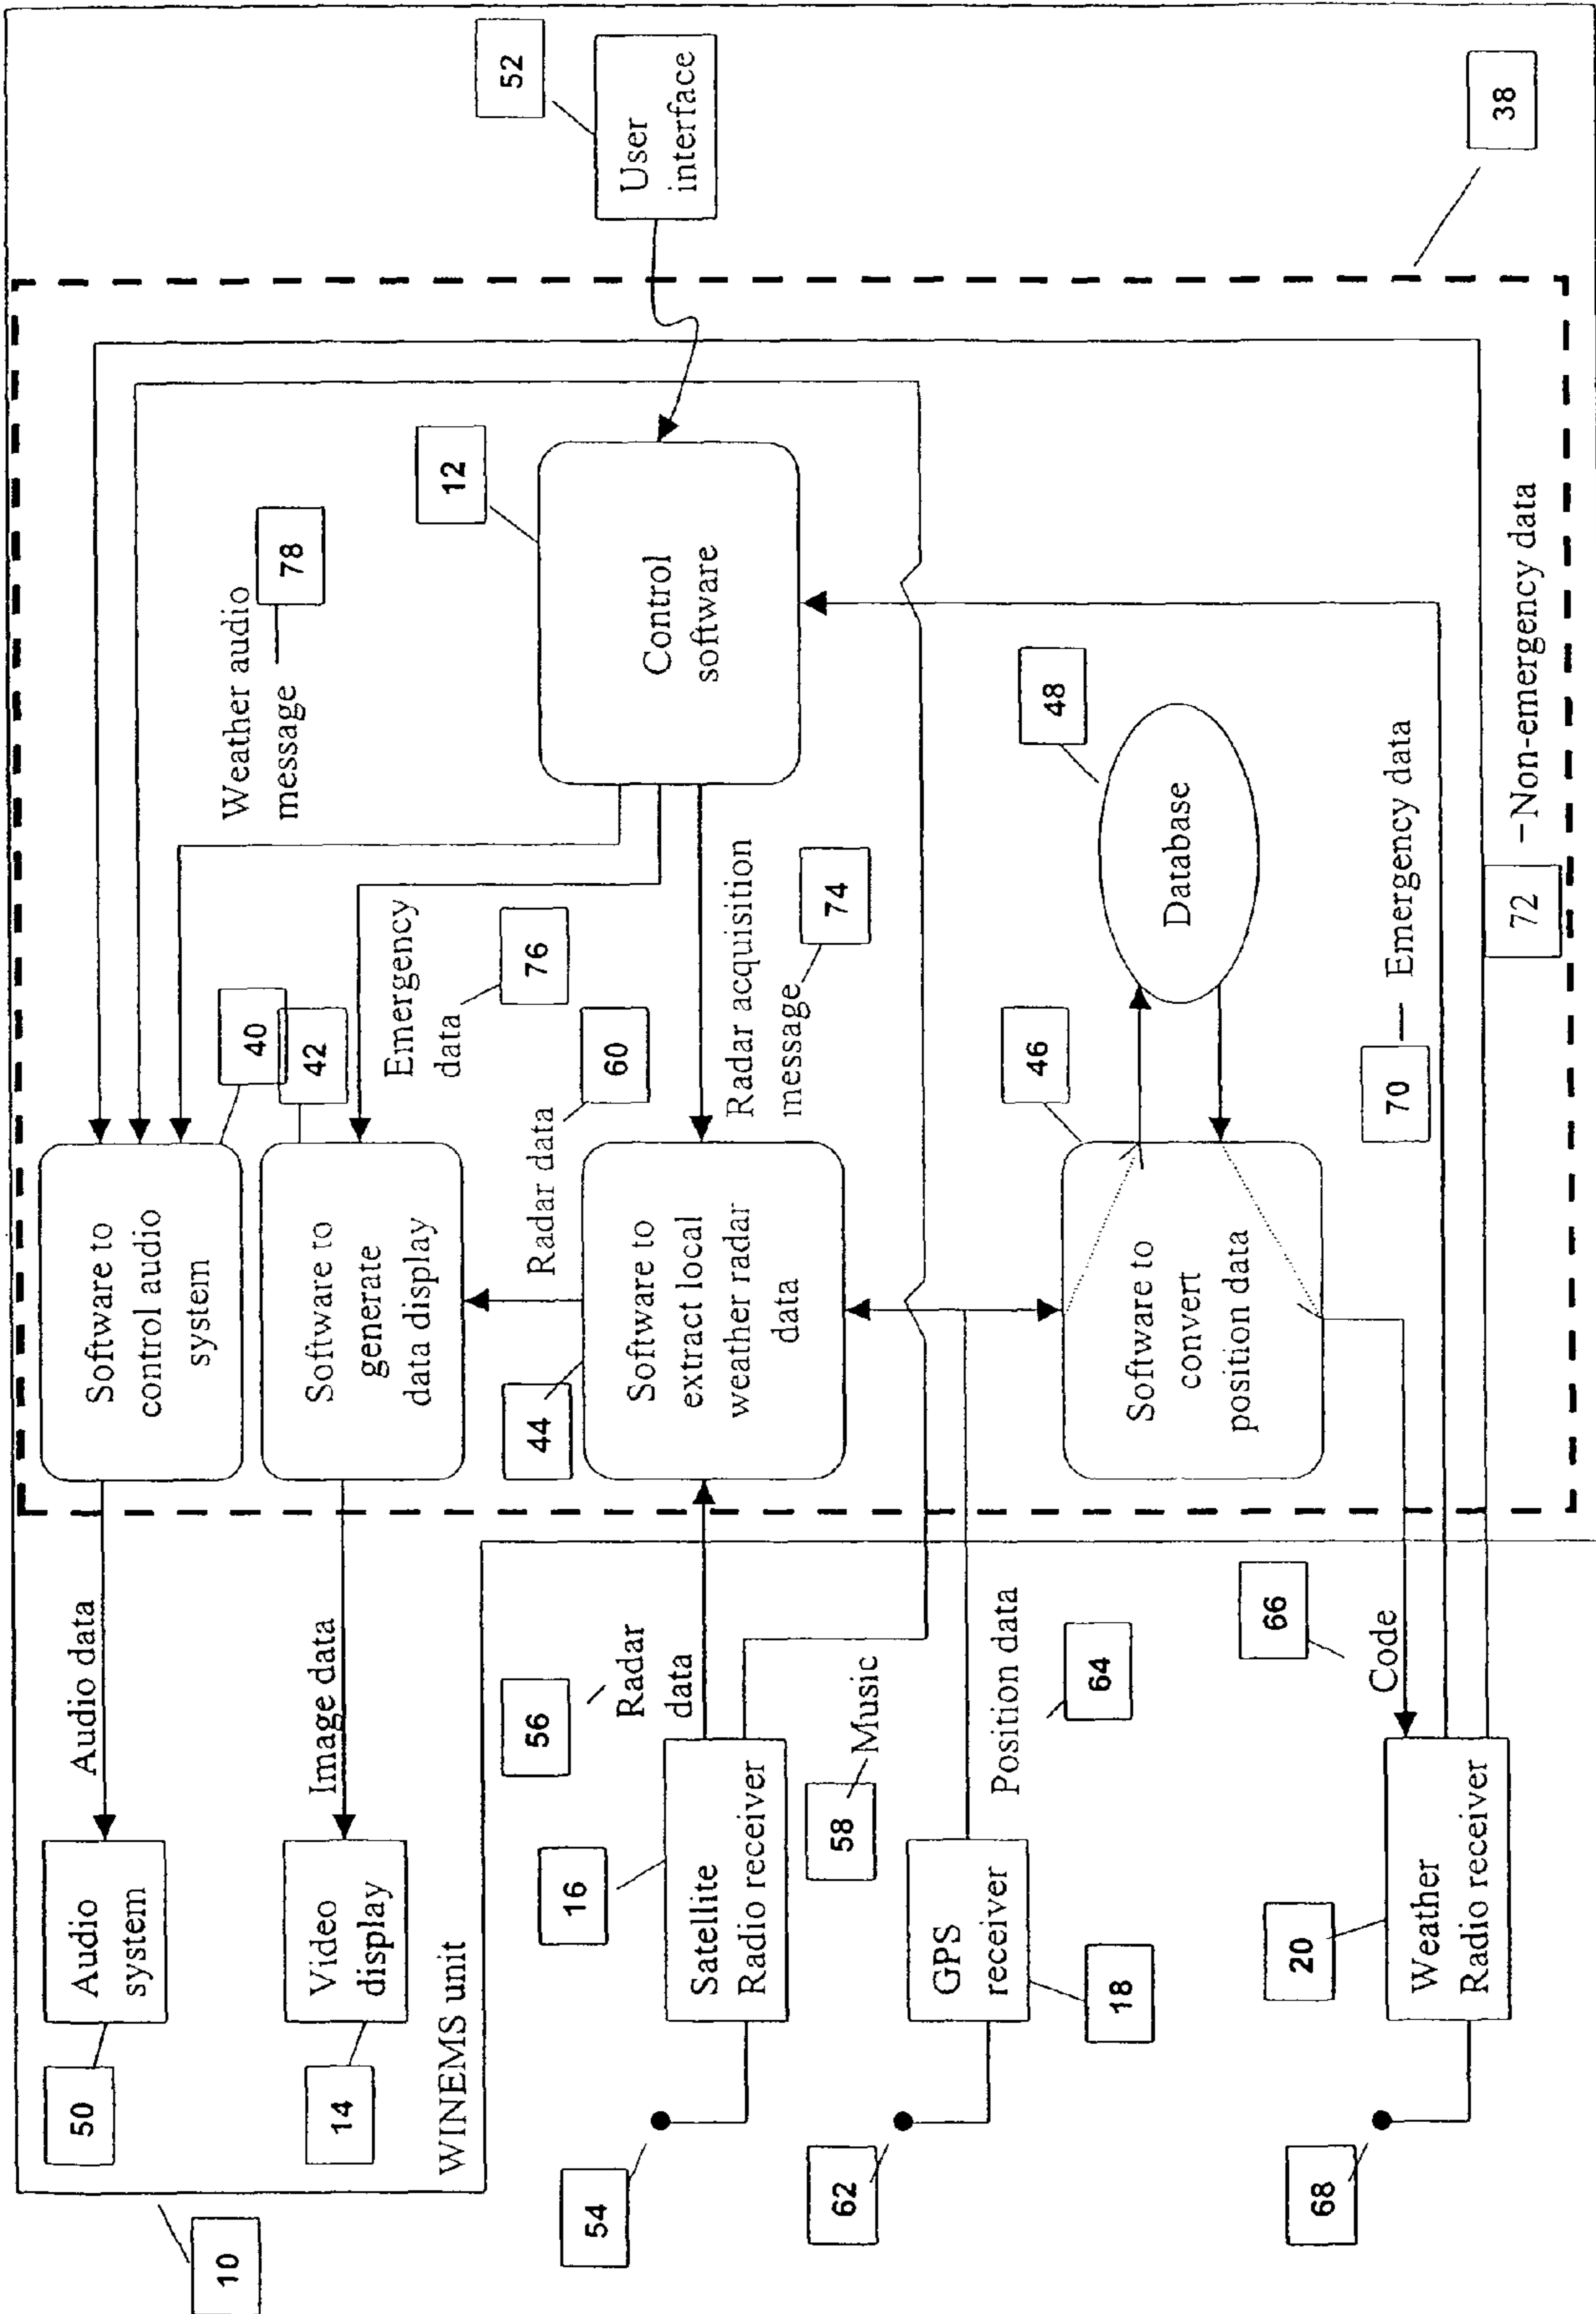 10
50
Audio
system
Audio data
Software to
control audio
system
40
Weather audio
message
78
14
Video
display
Image data
Software to
generate
data display
42
Emergency
data
76
12
Control
software
52
User
interface
WINEMS unit
Radar data
60
54
16
Satellite
Radio receiver
56
Radar
data
44
Software to
extract local
weather radar
data
Radar acquisition
message
74
58
Music
62
GPS
receiver
18
Position data
64
46
Software to
convert
position data
48
Database
68
20
Weather
Radio receiver
66
Code
70
Emergency data
72
Non-emergency data
38